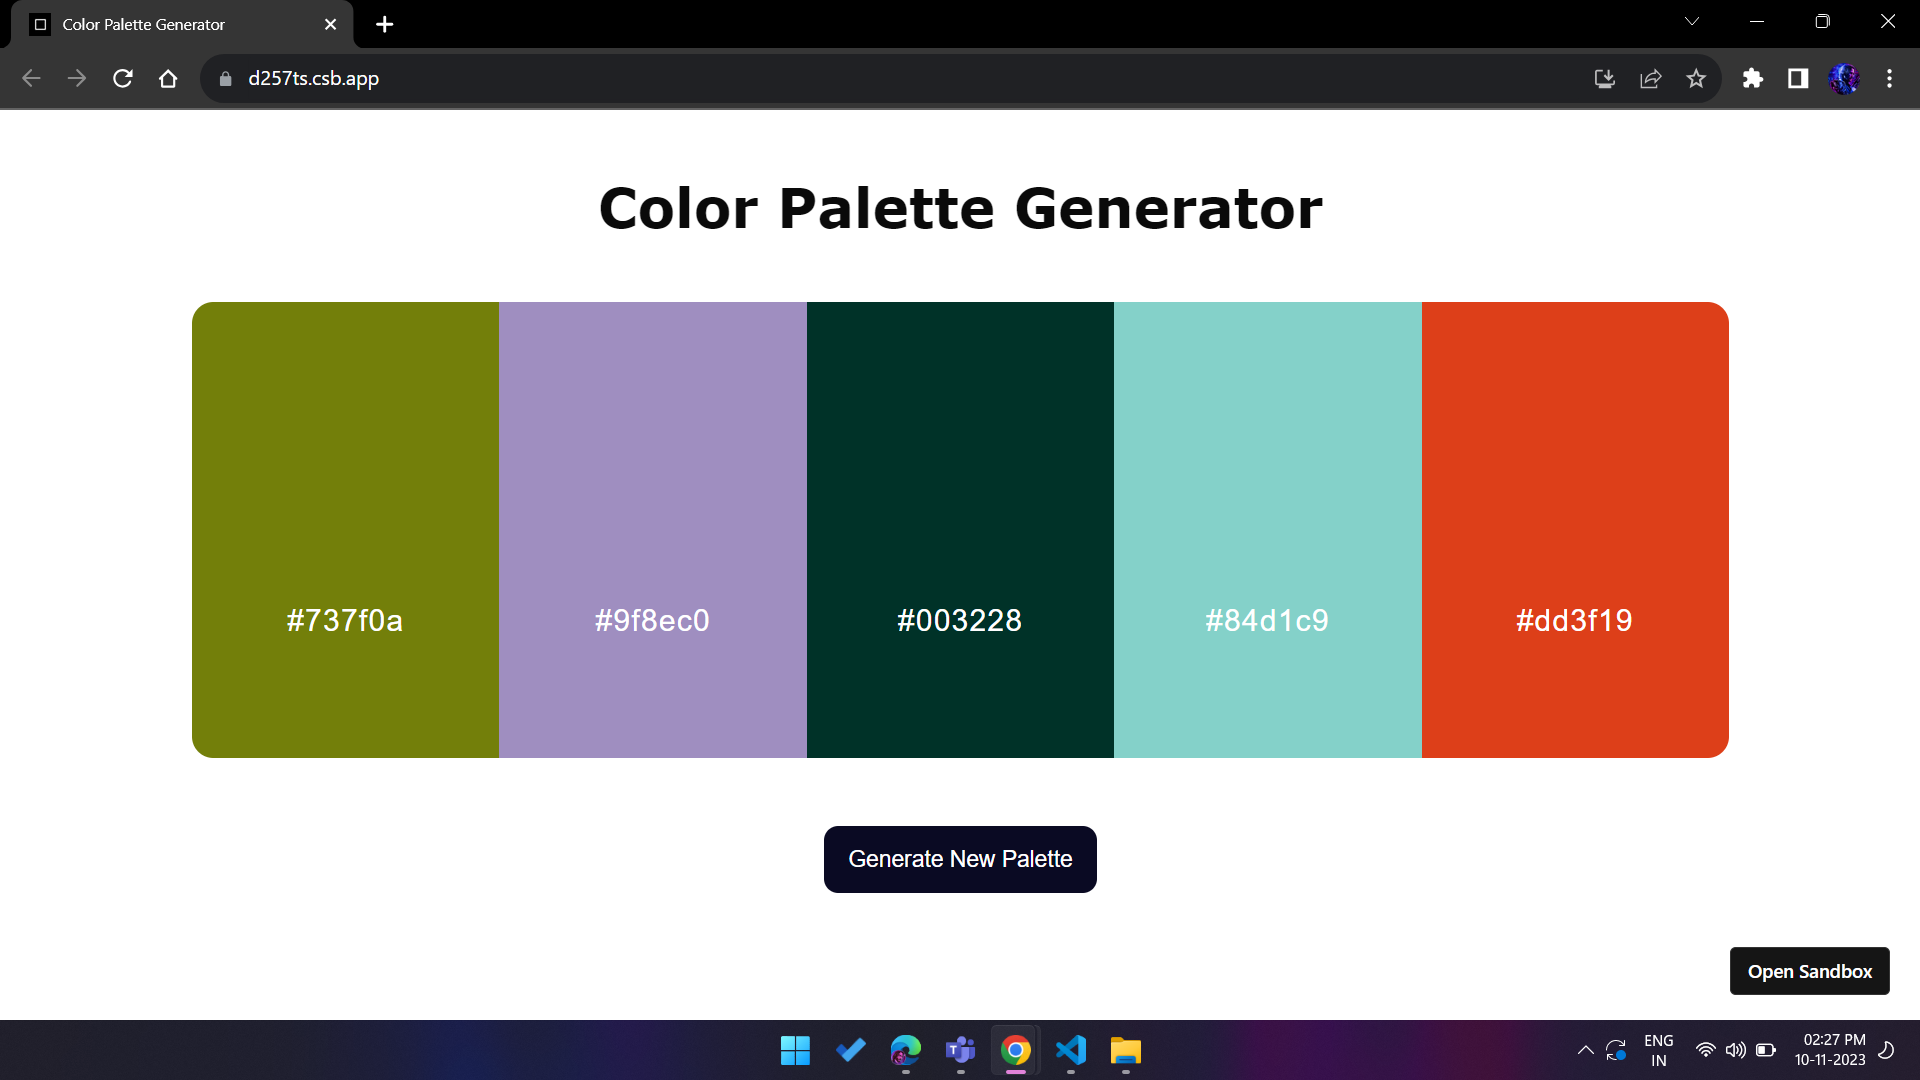 Color Palette Generator
d257ts.csb.app
Color Palette Generator
#737f0a
#9f8ec0
#003228
#84d1c9
#dd3f19
Generate New Palette
Open Sandbox
ENG
IN
02:27 PM
10-11-2023